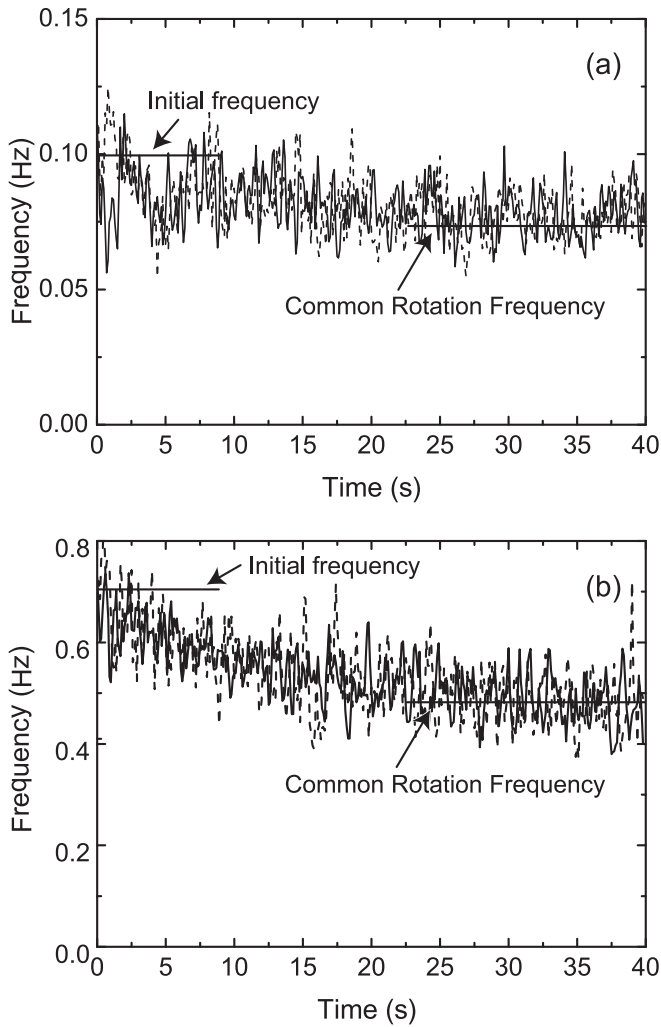 0.15
(a)
Initial frequency
0.10
Frequency (Hz)
0.05
Common Rotation Frequency
0.00
0 5 10 15 20 25 30 35 40
Time (s)
0.8
Initial frequency
(b)
0.6
Frequency (Hz)
0.4
Common Rotation Frequency
0.2
0.0
0 5 10 15 20 25 30 35 40
Time (s)